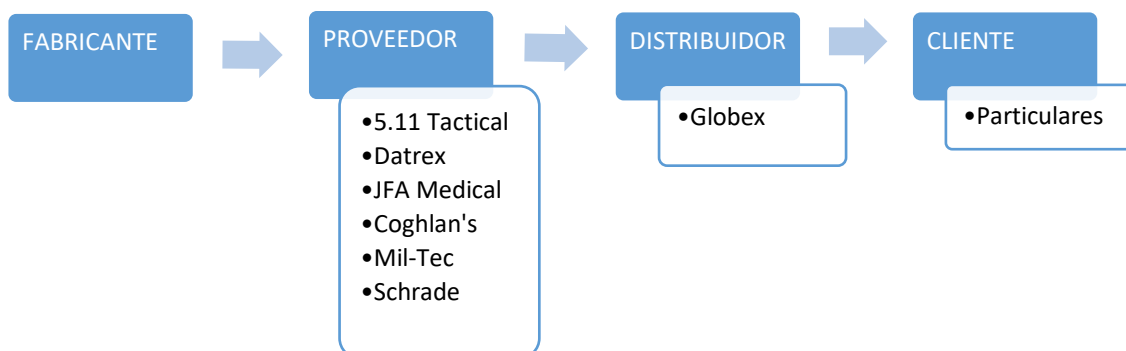 FABRICANTE
PROVEEDOR
•5.11 Tactical
•Datrex
•JFA Medical
•Coghlan's
•Mil-Tec
•Schrade
DISTRIBUIDOR
•Globex
CLIENTE
•Particulares